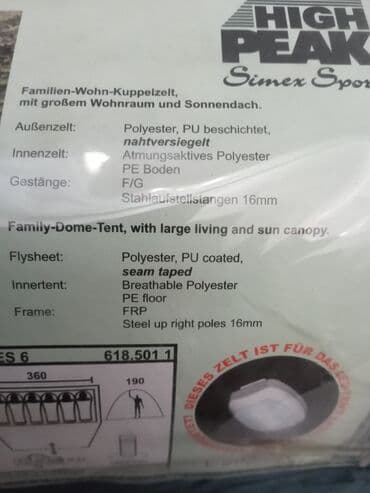 HIGH
PEAK
Simex Spor
Familien-Wohn-Kuppelzelt,
mit großem Wohnraum und Sonnendach.
Außenzelt: Polyester, PU beschichtet,
nahtversiegelt
Innenzelt: Atmungsaktives Polyester
PE Boden
Gestänge: F/G
Stahlaufstellstangen 16mm
Family-Dome-Tent, with large living and sun canopy.
Flysheet: Polyester, PU coated,
seam taped
Innertent: Breathable Polyester
PE floor
Frame: FRP
Steel up right poles 16mm
ES 6 618.501 1
360
190
DIESES ZELT IST FÜR DAS